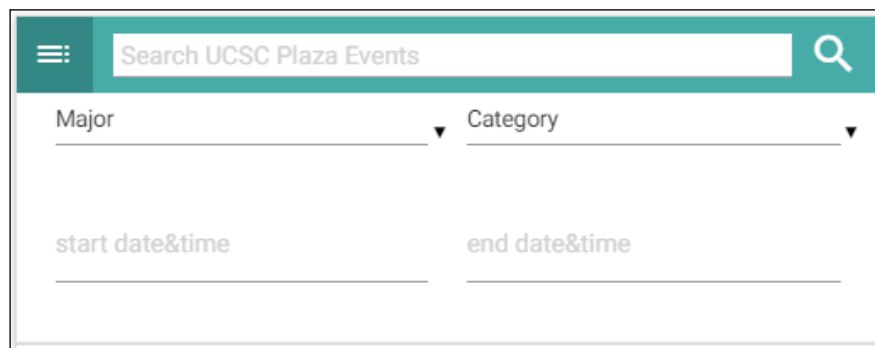 Search UCSC Plaza Events
Major
Category
start date&time
end date&time